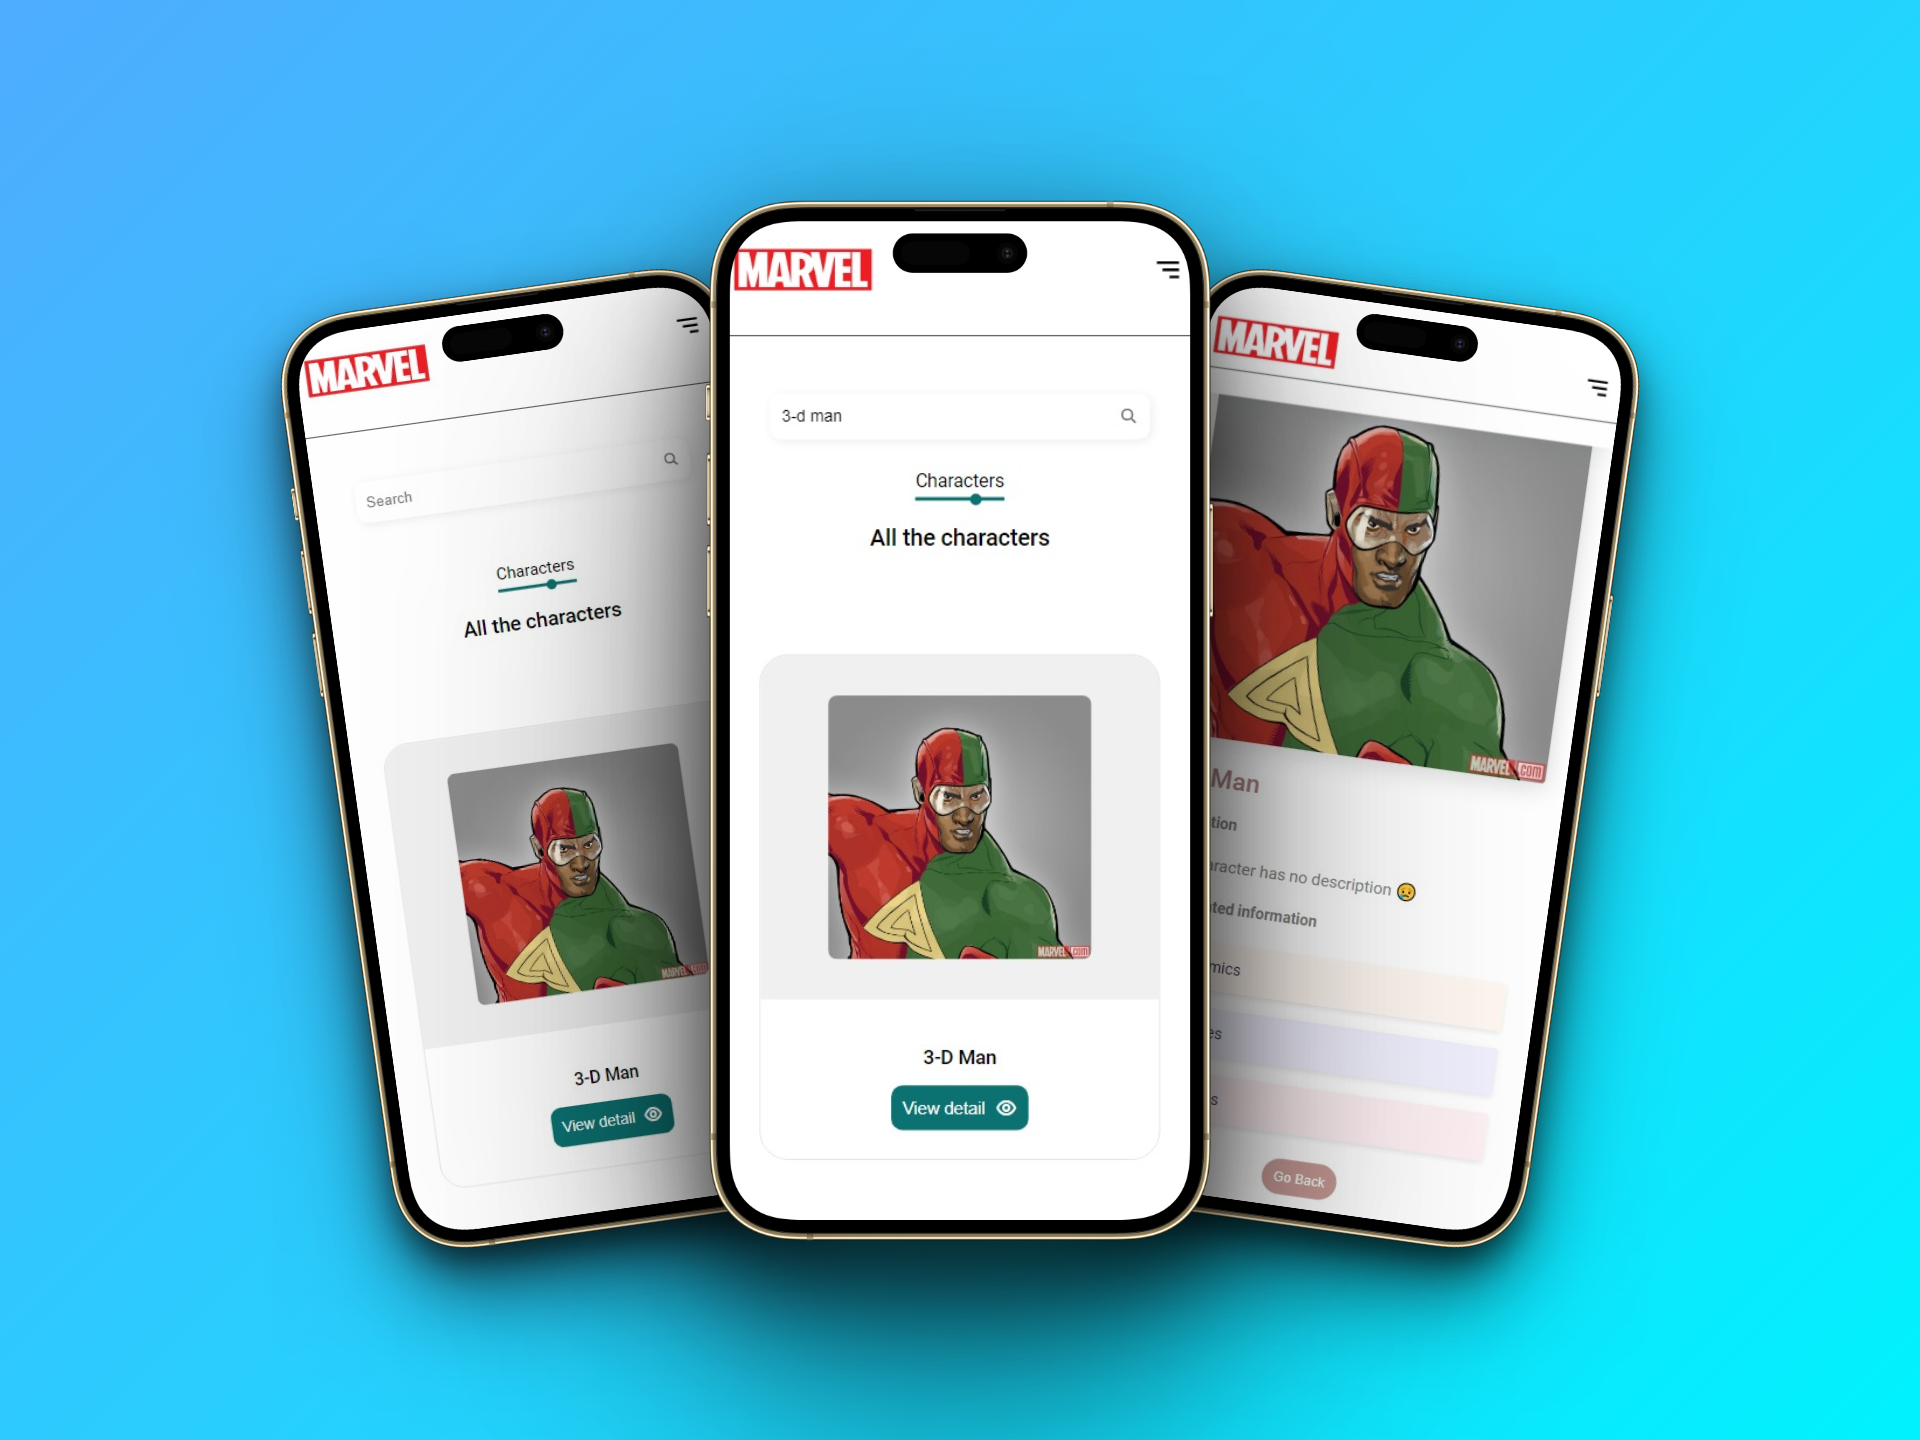 MARVEL
Search
Characters
All the characters
MARVEL.COM
3-D Man
View detail
MARVEL
3-d man
Characters
All the characters
MARVEL.COM
3-D Man
View detail
MARVEL
MARVEL.COM
Man
tion
aracter has no description 😥
ted information
mics
es
s
Go Back